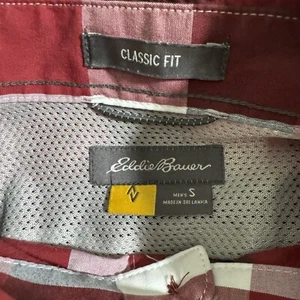 CLASSIC FIT
Eddie Bauer
MEN'S S
MADE IN SRI LANKA